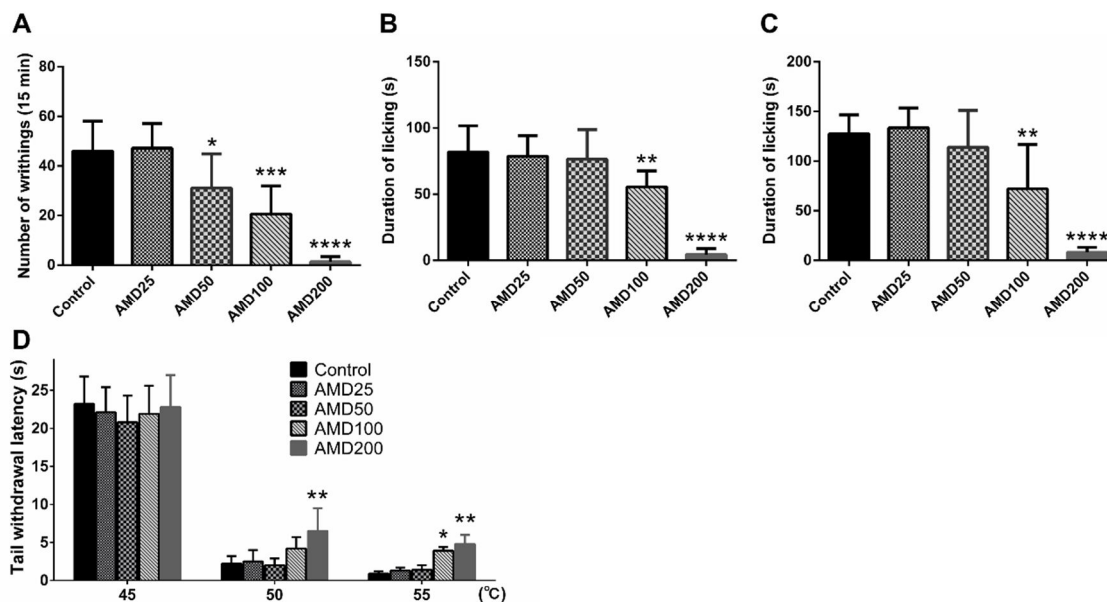 A
Number of writhings (15 min)
80
60
40
20
0
*
***
****
Control
AMD25
AMD50
AMD100
AMD200
B
Duration of licking (s)
150
100
50
0
**
****
Control
AMD25
AMD50
AMD100
AMD200
C
Duration of licking (s)
200
150
100
50
0
**
****
Control
AMD25
AMD50
AMD100
AMD200
D
Tail withdrawal latency (s)
25
20
15
10
5
0
Control
AMD25
AMD50
AMD100
AMD200
**
*
**
45
50
55
(℃)